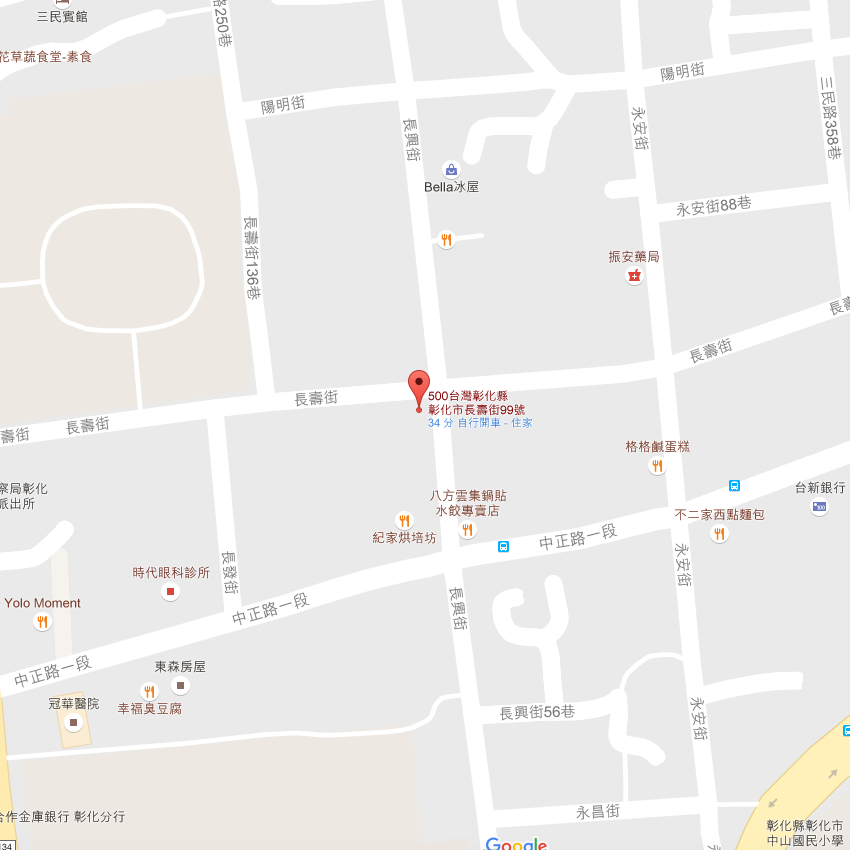 三民賓館
路250巷
花草蔬食堂-素食
陽明街
陽明街
三民路358巷
長興街
永安街
Bella冰屋
永安街88巷
長壽街136巷
振安藥局
長壽街
長壽街
500台灣彰化縣
彰化市長壽街99號
34 分 自行開車 - 住家
長壽街
長壽街
壽街
格格鹹蛋糕
察局彰化
派出所
台新銀行
八方雲集鍋貼
水餃專賣店
不二家西點麵包
紀家烘培坊
中正路一段
永安街
長發街
時代眼科診所
長興街
Yolo Moment
中正路一段
中正路一段
東森房屋
冠華醫院
幸福臭豆腐
長興街56巷
永安街
永昌街
合作金庫銀行 彰化分行
彰化縣彰化市
中山國民小學
134
Google